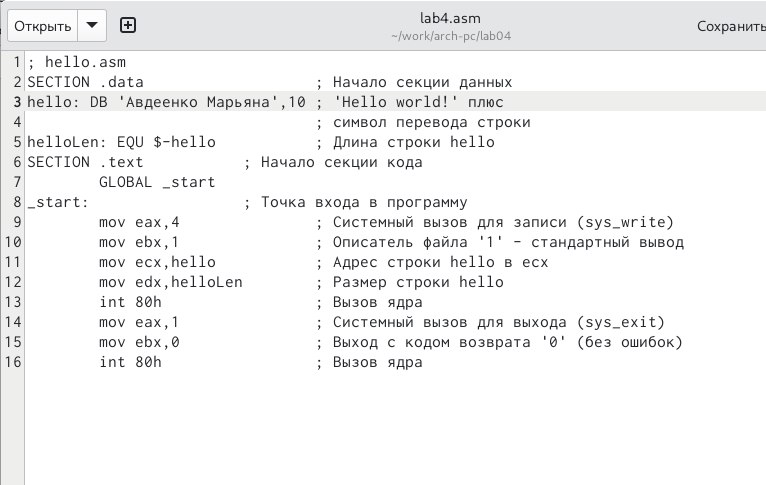 Открыть lab4.asm Сохранить
~/work/arch-pc/lab04
1 ; hello.asm
2 SECTION .data ; Начало секции данных
3 hello: DB 'Авдеенко Марьяна',10 ; 'Hello world!' плюс
4 ; символ перевода строки
5 helloLen: EQU $-hello ; Длина строки hello
6 SECTION .text ; Начало секции кода
7 GLOBAL _start
8 _start: ; Точка входа в программу
9 mov eax,4 ; Системный вызов для записи (sys_write)
10 mov ebx,1 ; Описатель файла '1' - стандартный вывод
11 mov ecx,hello ; Адрес строки hello в ecx
12 mov edx,helloLen ; Размер строки hello
13 int 80h ; Вызов ядра
14 mov eax,1 ; Системный вызов для выхода (sys_exit)
15 mov ebx,0 ; Выход с кодом возврата '0' (без ошибок)
16 int 80h ; Вызов ядра